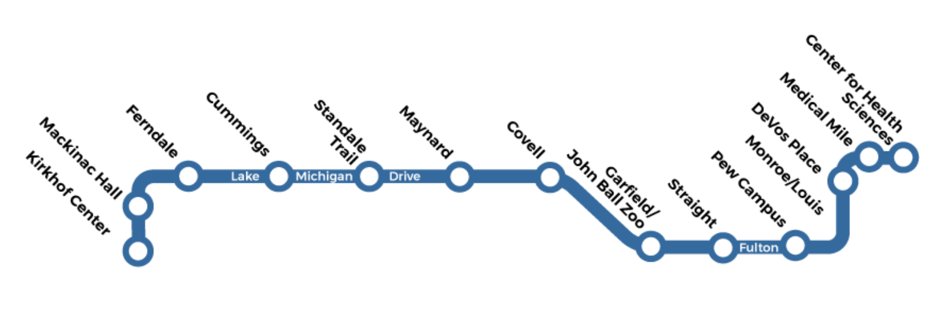 Kirkhof Center
Mackinac Hall
Ferndale
Cummings
Standale
Trail
Maynard
Covell
Garfield/
John Ball Zoo
Straight
Pew Campus
Monroe/Louis
DeVos Place
Medical Mile
Center for Health
Sciences
Lake
Michigan
Drive
Fulton